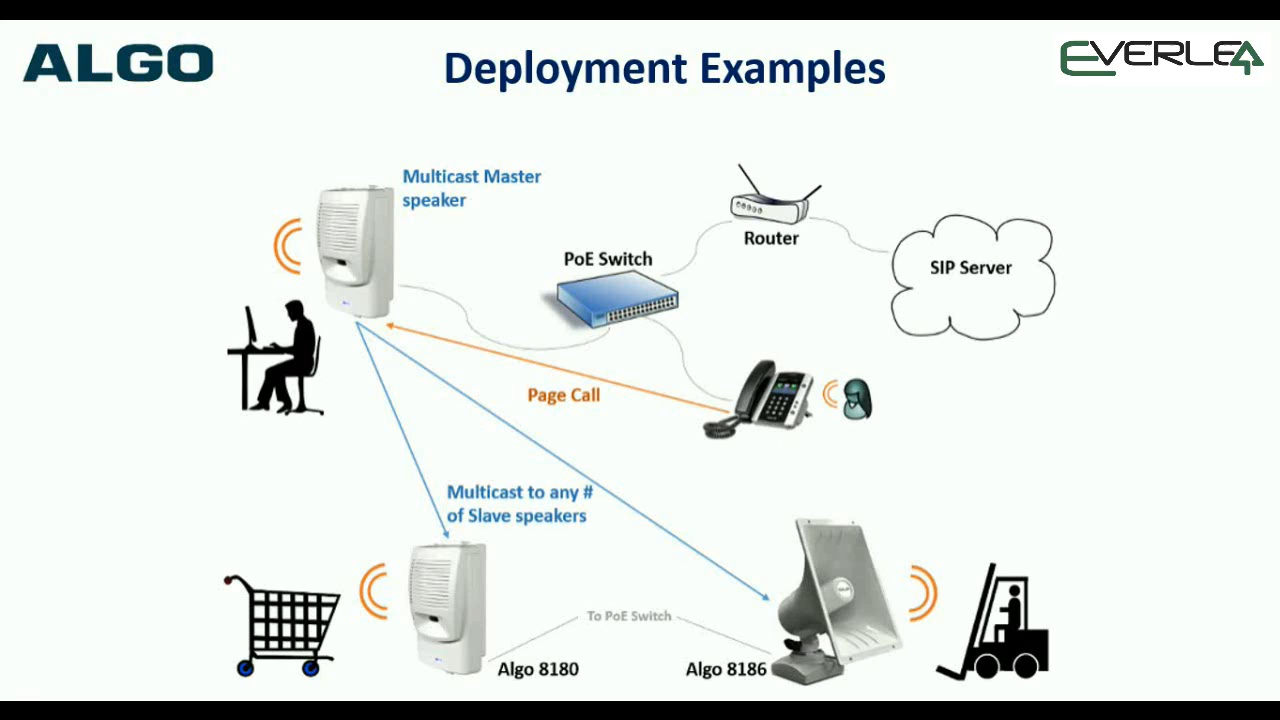 ALGO
Deployment Examples
EVERLEA
Multicast Master
speaker
Router
PoE Switch
SIP Server
Page Call
Multicast to any #
of Slave speakers
To PoE Switch
Algo 8180
Algo 8186